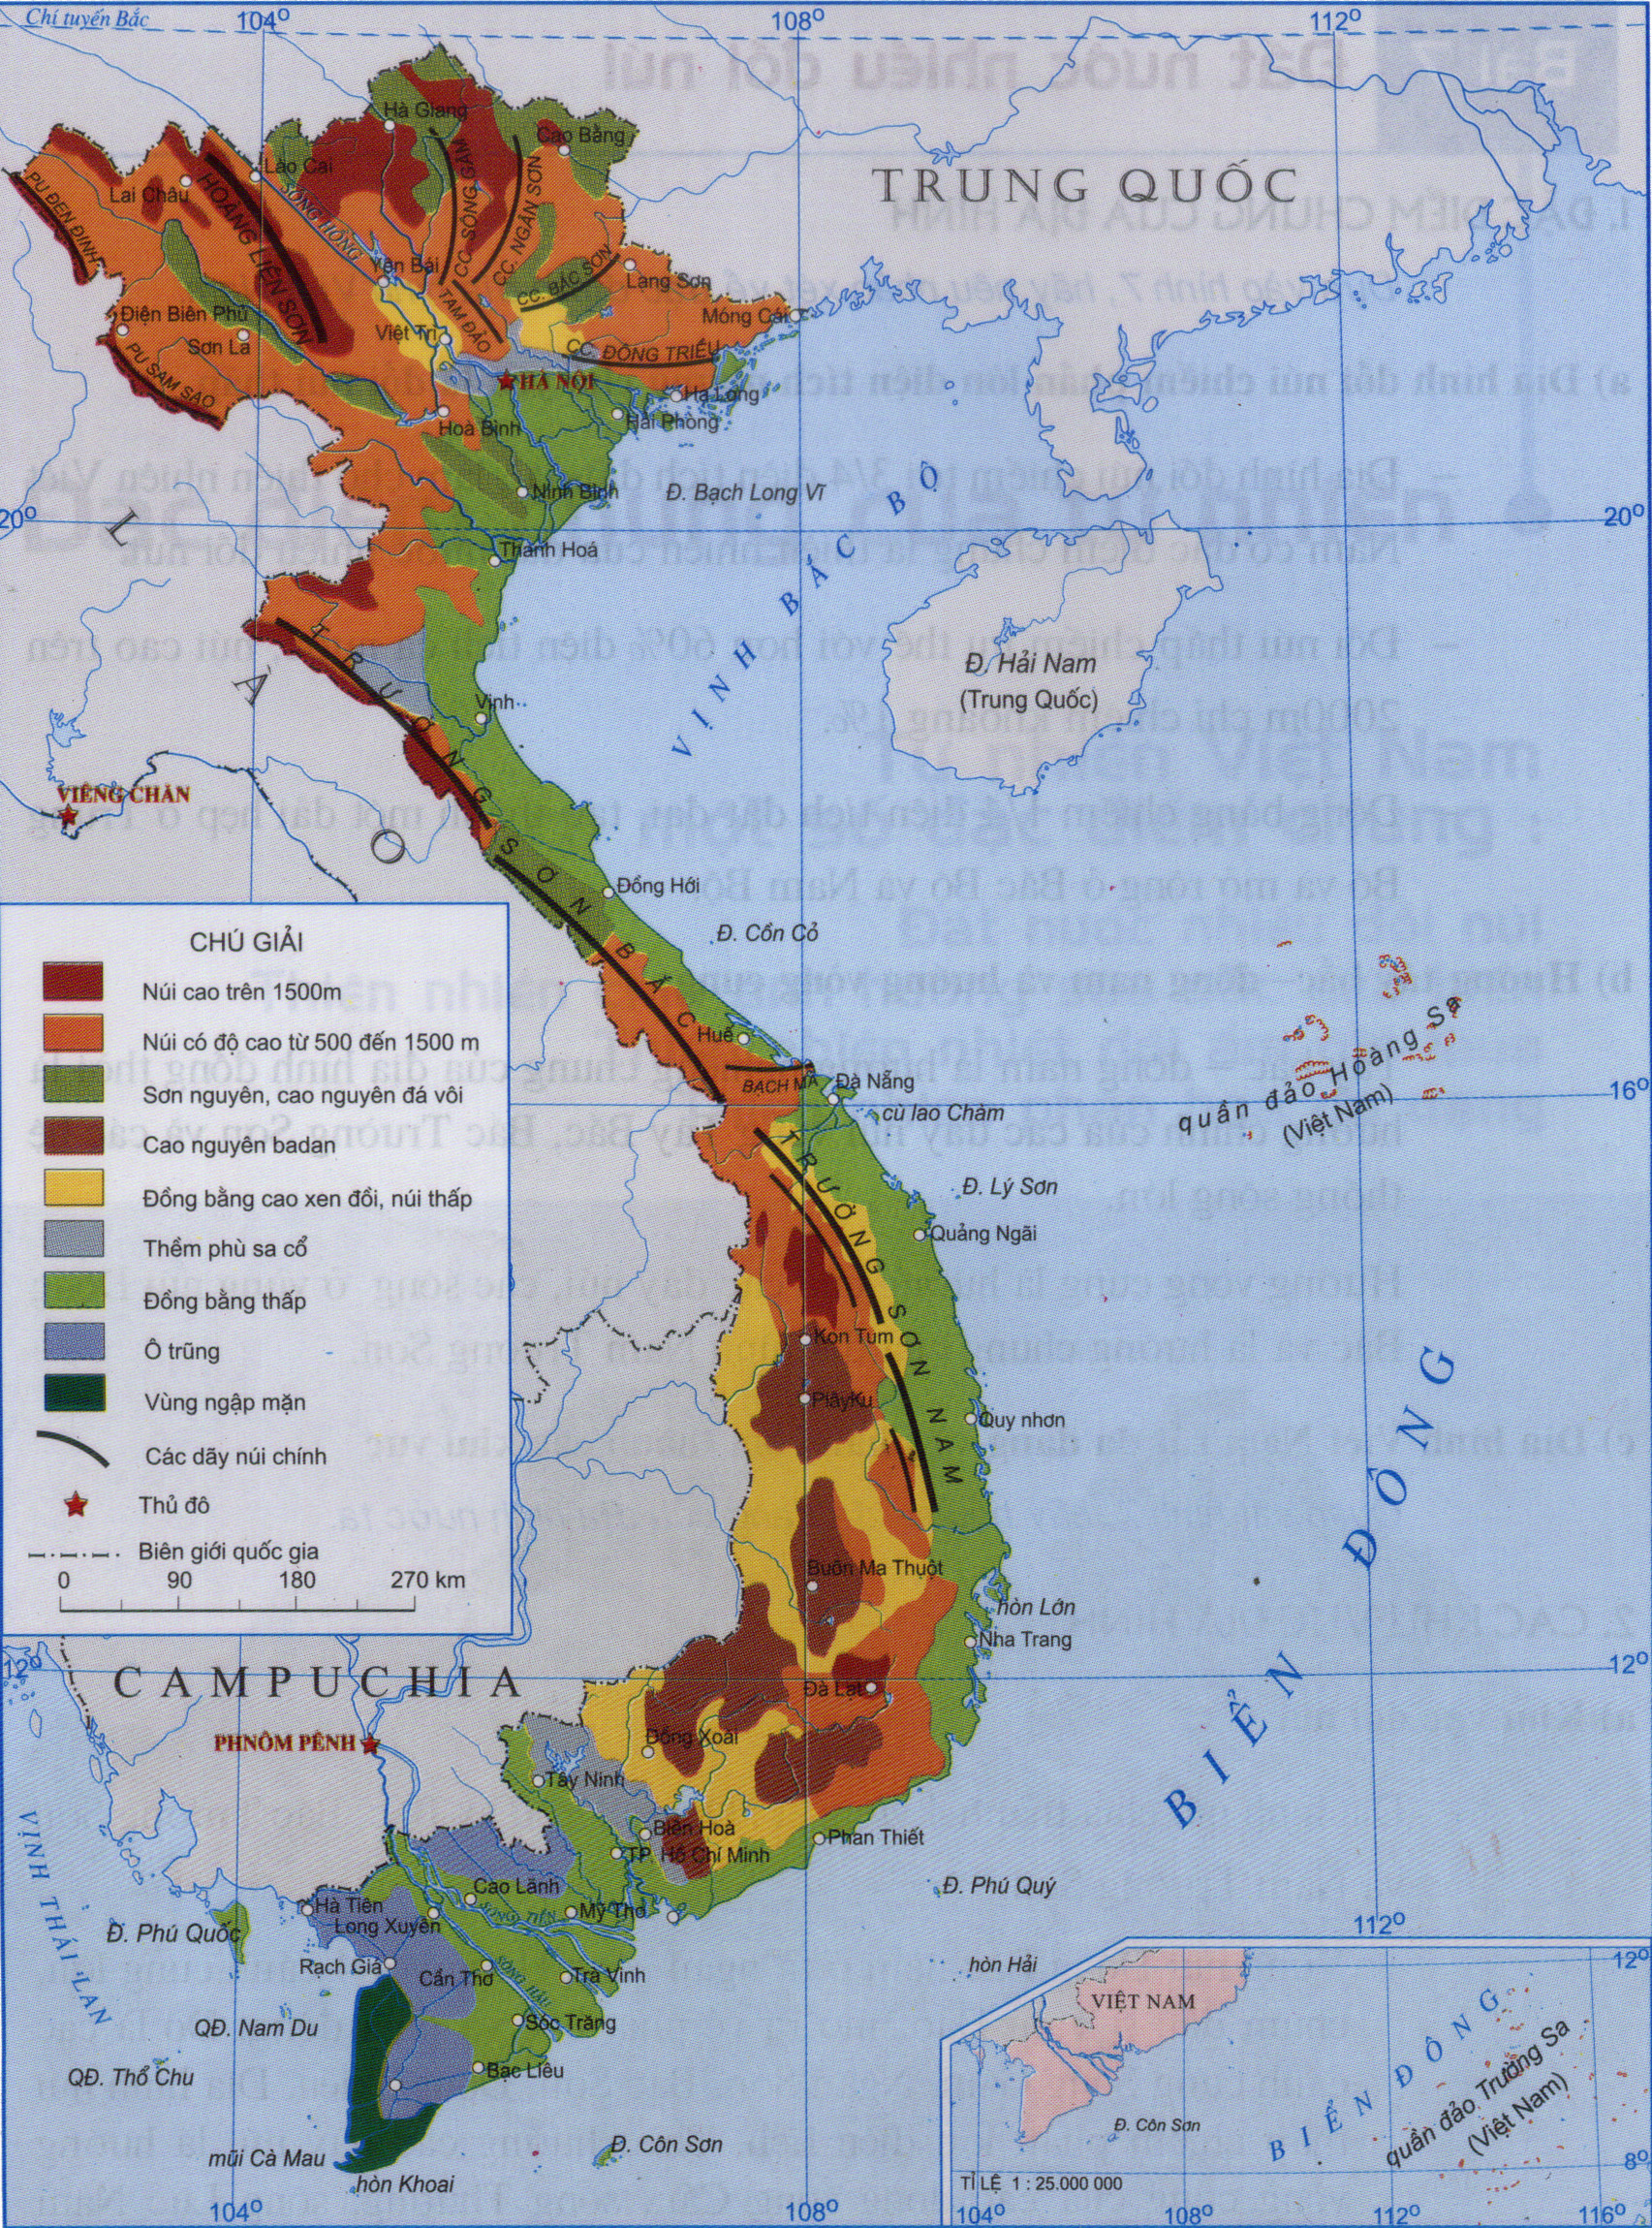 Chí tuyến Bắc
104°
108°
112°
Hà Giang
Cao Bằng
Lào Cai
Lai Châu
PU ĐEN ĐINH
HOÀNG LIÊN SƠN
SÔNG HỒNG
CC. SÔNG GÂM
CC. NGÂN SƠN
CC. BẮC SƠN
TRUNG QUỐC
Yên Bái
Lạng Sơn
Điện Biên Phủ
Sơn La
Việt Trì
TAM ĐẢO
Móng Cái
CC. ĐÔNG TRIỀU
PU SAM SAO
HÀ NỘI
Hạ Long
Hải Phòng
Hoà Bình
Ninh Bình
Đ. Bạch Long Vĩ
VỊNH BẮC BỘ
20°
20°
Thanh Hoá
LAO
TRƯỜNG SƠN BẮC
Đ. Hải Nam
(Trung Quốc)
Vinh
VIÊNG CHĂN
Đồng Hới
Đ. Cồn Cỏ
Huế
BẠCH MÃ
Đà Nẵng
cù lao Chàm
quần đảo Hoàng Sa
(Việt Nam)
16°
TRƯỜNG SƠN NAM
Đ. Lý Sơn
Quảng Ngãi
Kon Tum
PlâyKu
Quy nhơn
Buôn Ma Thuột
hòn Lớn
Nha Trang
BIỂN ĐÔNG
CHÚ GIẢI
Núi cao trên 1500m
Núi có độ cao từ 500 đến 1500 m
Sơn nguyên, cao nguyên đá vôi
Cao nguyên badan
Đồng bằng cao xen đồi, núi thấp
Thềm phù sa cổ
Đồng bằng thấp
Ô trũng
Vùng ngập mặn
Các dãy núi chính
Thủ đô
Biên giới quốc gia
0 90 180 270 km
12°
12°
CAMPUCHIA
PHNÔM PÊNH
Đà Lạt
Đồng Xoài
Tây Ninh
Biên Hoà
TP. Hồ Chí Minh
Phan Thiết
Cao Lãnh
SÔNG TIỀN
Mỹ Tho
Đ. Phú Quý
Hà Tiên
Long Xuyên
Đ. Phú Quốc
Rạch Giá
Cần Thơ
SÔNG HẬU
Trà Vinh
hòn Hải
VỊNH THÁI LAN
QĐ. Nam Du
Sóc Trăng
QĐ. Thổ Chu
Bạc Liêu
mũi Cà Mau
hòn Khoai
Đ. Côn Sơn
104°
108°
112°
12°
VIỆT NAM
BIỂN ĐÔNG
quần đảo Trường Sa
(Việt Nam)
Đ. Côn Sơn
8°
TỈ LỆ 1 : 25.000 000
104°
108°
112°
116°